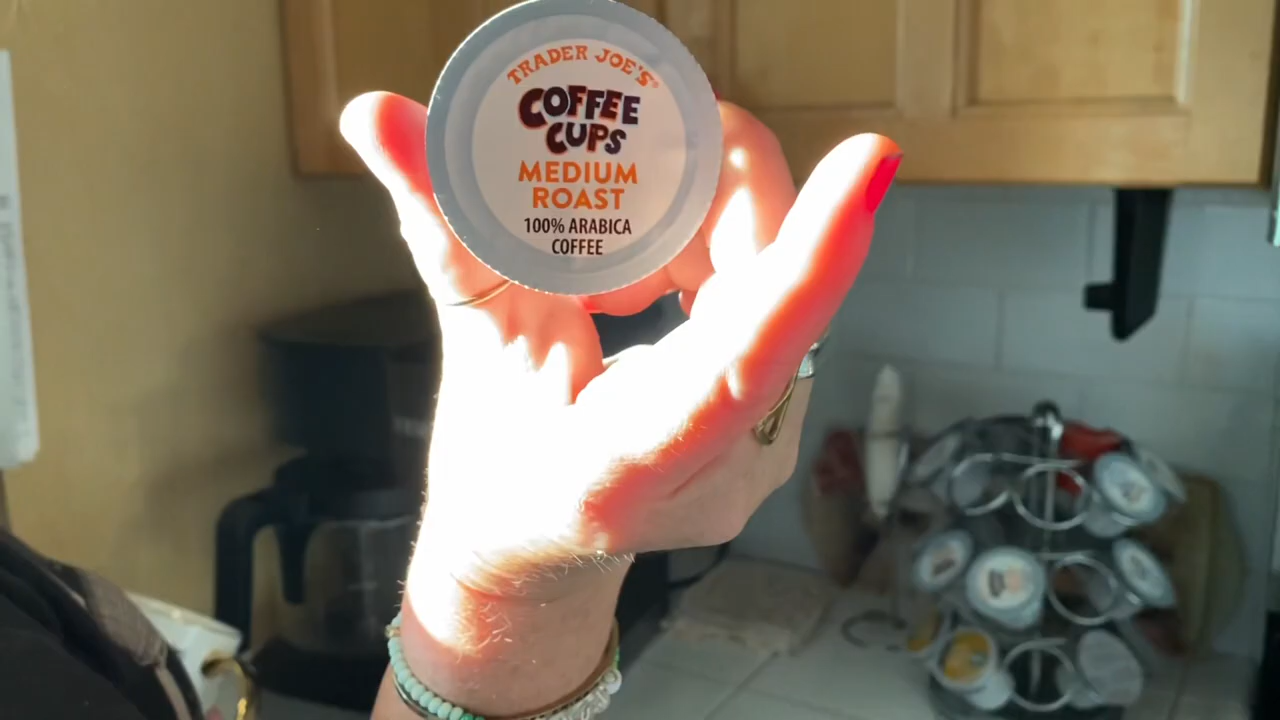 TRADER JOE'S®
COFFEE
CUPS
MEDIUM
ROAST
100% ARABICA
COFFEE